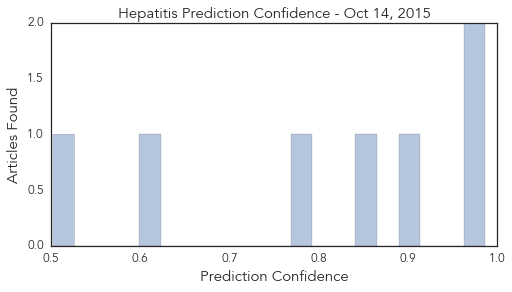 Hepatitis Prediction Confidence - Oct 14, 2015
2.0
1.5
1.0
0.5
0.0
Articles Found
0.5 0.6 0.7 0.8 0.9 1.0
Prediction Confidence